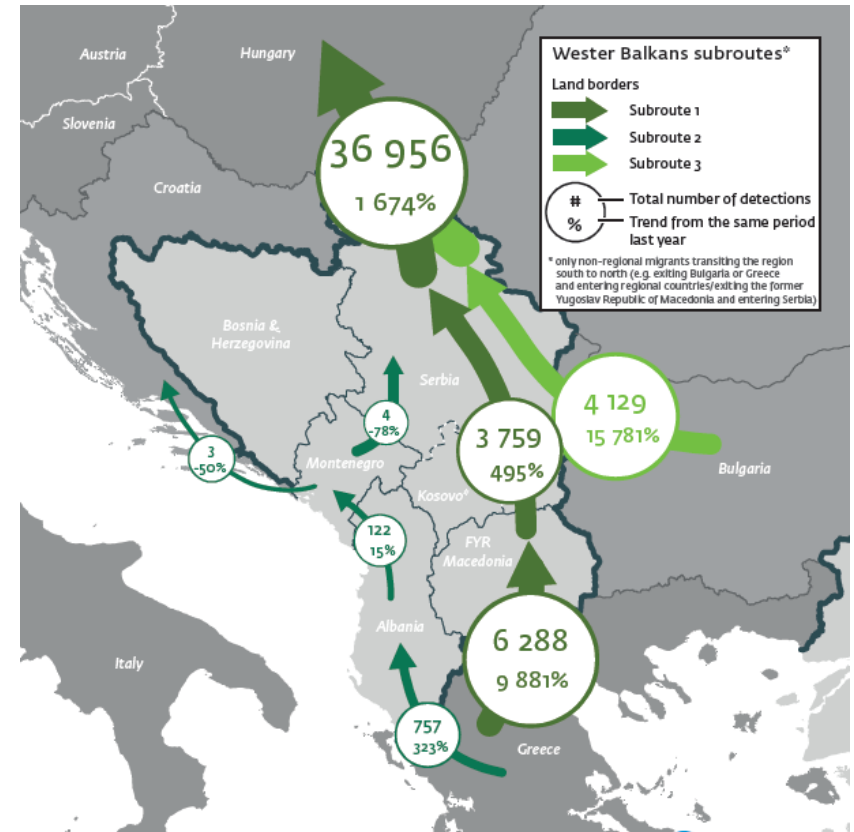 Austria
Hungary
Slovenia
Croatia
36 956
1 674%
Wester Balkans subroutes*
Land borders
Subroute 1
Subroute 2
Subroute 3
#
Total number of detections
%
Trend from the same period
last year
* only non-regional migrants transiting the region
south to north (e.g. exiting Bulgaria or Greece
and entering regional countries/exiting the former
Yugoslav Republic of Macedonia and entering Serbia)
Bosnia &
Herzegovina
Serbia
4
-78%
3
-50%
Montenegro
3 759
495%
4 129
15 781%
Bulgaria
Kosovo*
122
15%
FYR
Macedonia
Albania
6 288
9 881%
Italy
757
323%
Greece